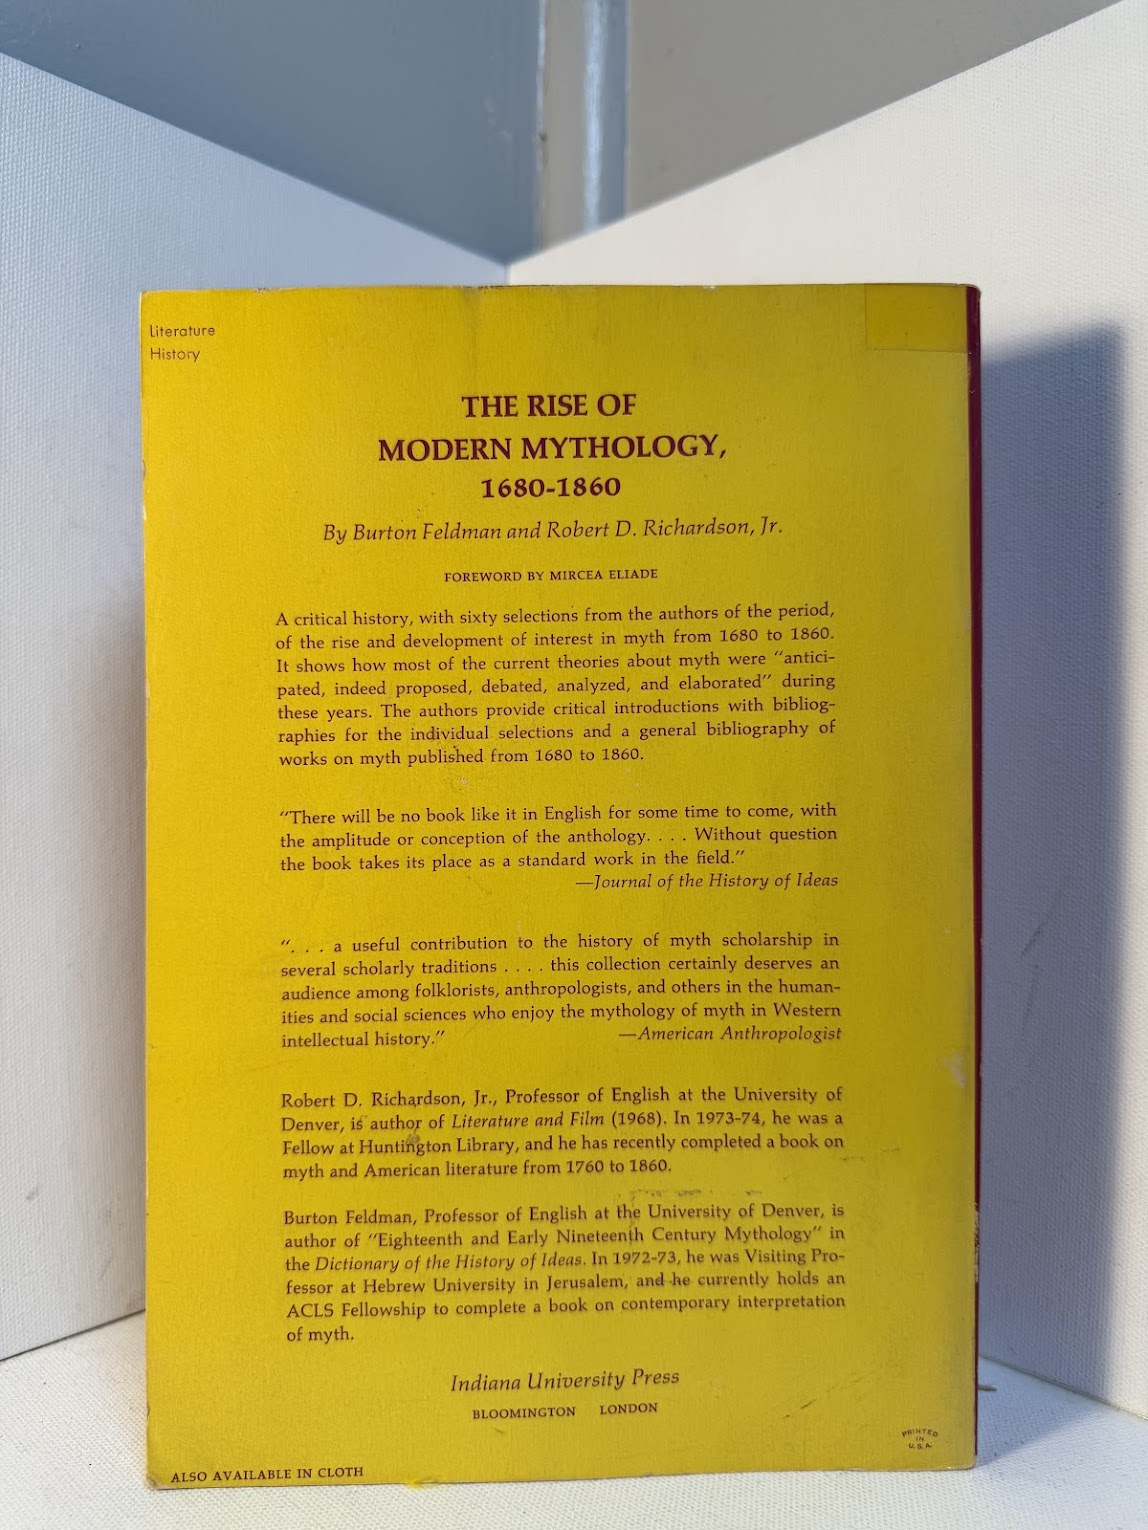 Literature
History
THE RISE OF
MODERN MYTHOLOGY,
1680-1860
By Burton Feldman and Robert D. Richardson, Jr.
FOREWORD BY MIRCEA ELIADE
A critical history, with sixty selections from the authors of the period,
of the rise and development of interest in myth from 1680 to 1860.
It shows how most of the current theories about myth were “antici-
pated, indeed proposed, debated, analyzed, and elaborated” during
these years. The authors provide critical introductions with bibliog-
raphies for the individual selections and a general bibliography of
works on myth published from 1680 to 1860.
“There will be no book like it in English for some time to come, with
the amplitude or conception of the anthology. . . . Without question
the book takes its place as a standard work in the field.”
—Journal of the History of Ideas
“. . . a useful contribution to the history of myth scholarship in
several scholarly traditions . . . . this collection certainly deserves an
audience among folklorists, anthropologists, and others in the human-
ities and social sciences who enjoy the mythology of myth in Western
intellectual history.” —American Anthropologist
Robert D. Richardson, Jr., Professor of English at the University of
Denver, is author of Literature and Film (1968). In 1973-74, he was a
Fellow at Huntington Library, and he has recently completed a book on
myth and American literature from 1760 to 1860.
Burton Feldman, Professor of English at the University of Denver, is
author of “Eighteenth and Early Nineteenth Century Mythology” in
the Dictionary of the History of Ideas. In 1972-73, he was Visiting Pro-
fessor at Hebrew University in Jerusalem, and he currently holds an
ACLS Fellowship to complete a book on contemporary interpretation
of myth.
Indiana University Press
BLOOMINGTON LONDON
PRINTED
IN
U.S.A.
ALSO AVAILABLE IN CLOTH